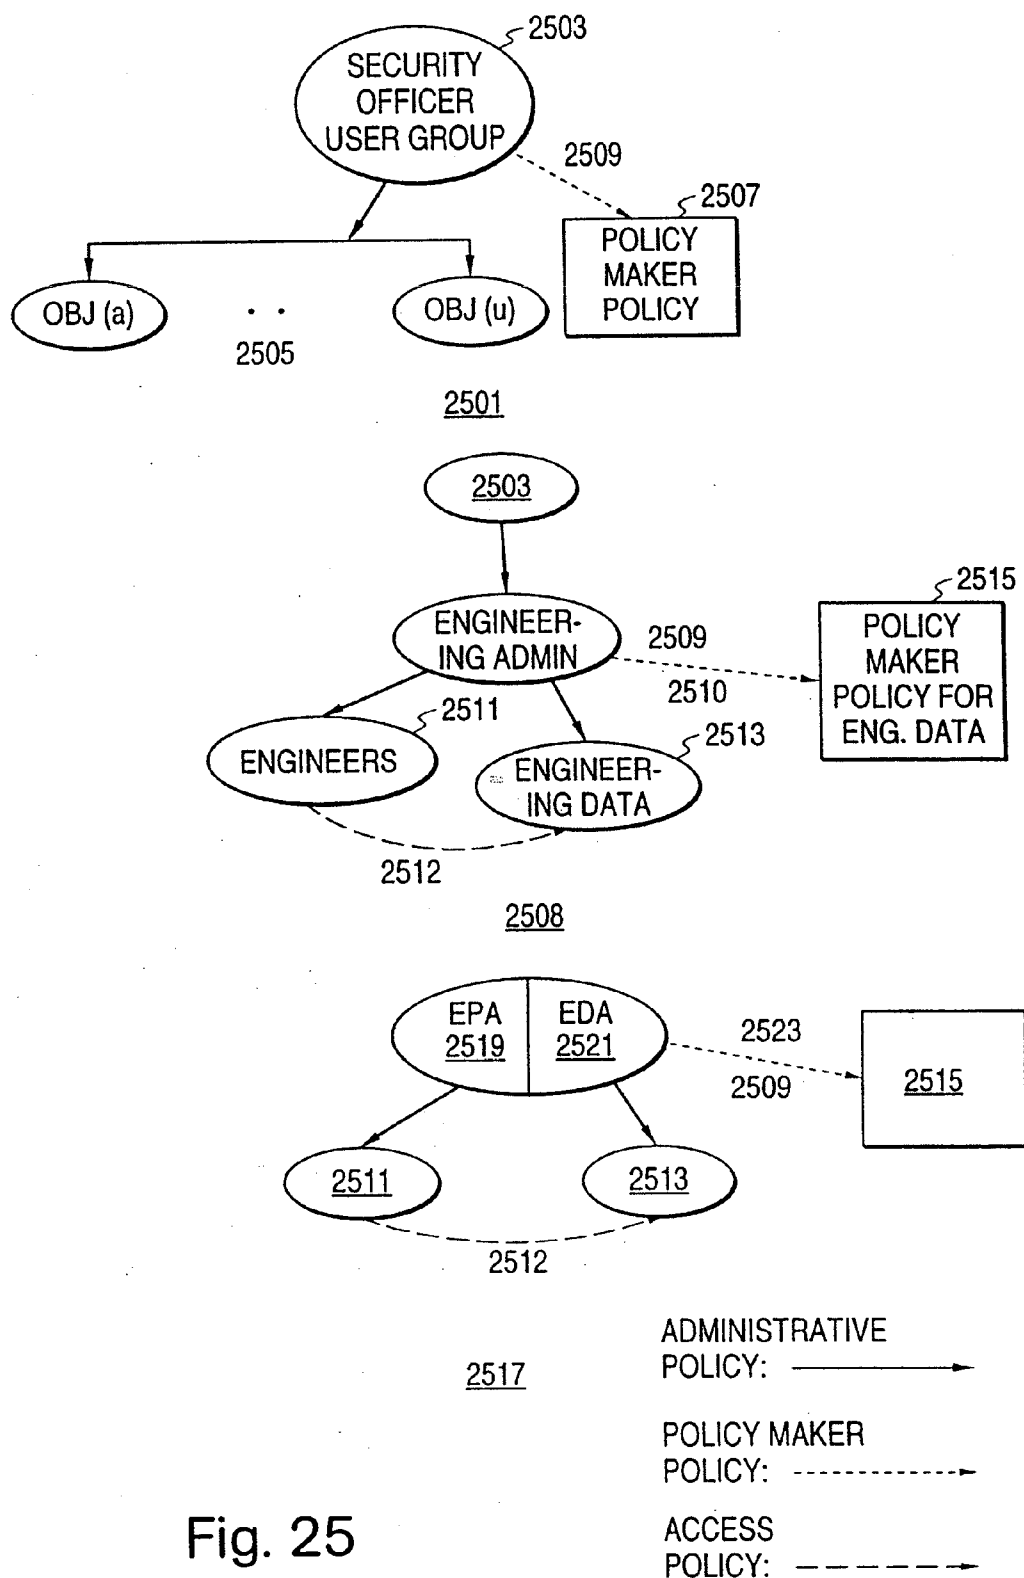 2503
SECURITY
OFFICER
USER GROUP
2509
2507
POLICY
MAKER
POLICY
OBJ (a)
. .
OBJ (u)
2505
2501
2503
2515
ENGINEER-
ING ADMIN
2509
2510
POLICY
MAKER
POLICY FOR
ENG. DATA
2511
2513
ENGINEERS
ENGINEER-
ING DATA
2512
2508
EPA
2519
EDA
2521
2523
2509
2515
2511
2513
2512
2517
ADMINISTRATIVE
POLICY:
POLICY MAKER
POLICY:
ACCESS
POLICY:
Fig. 25